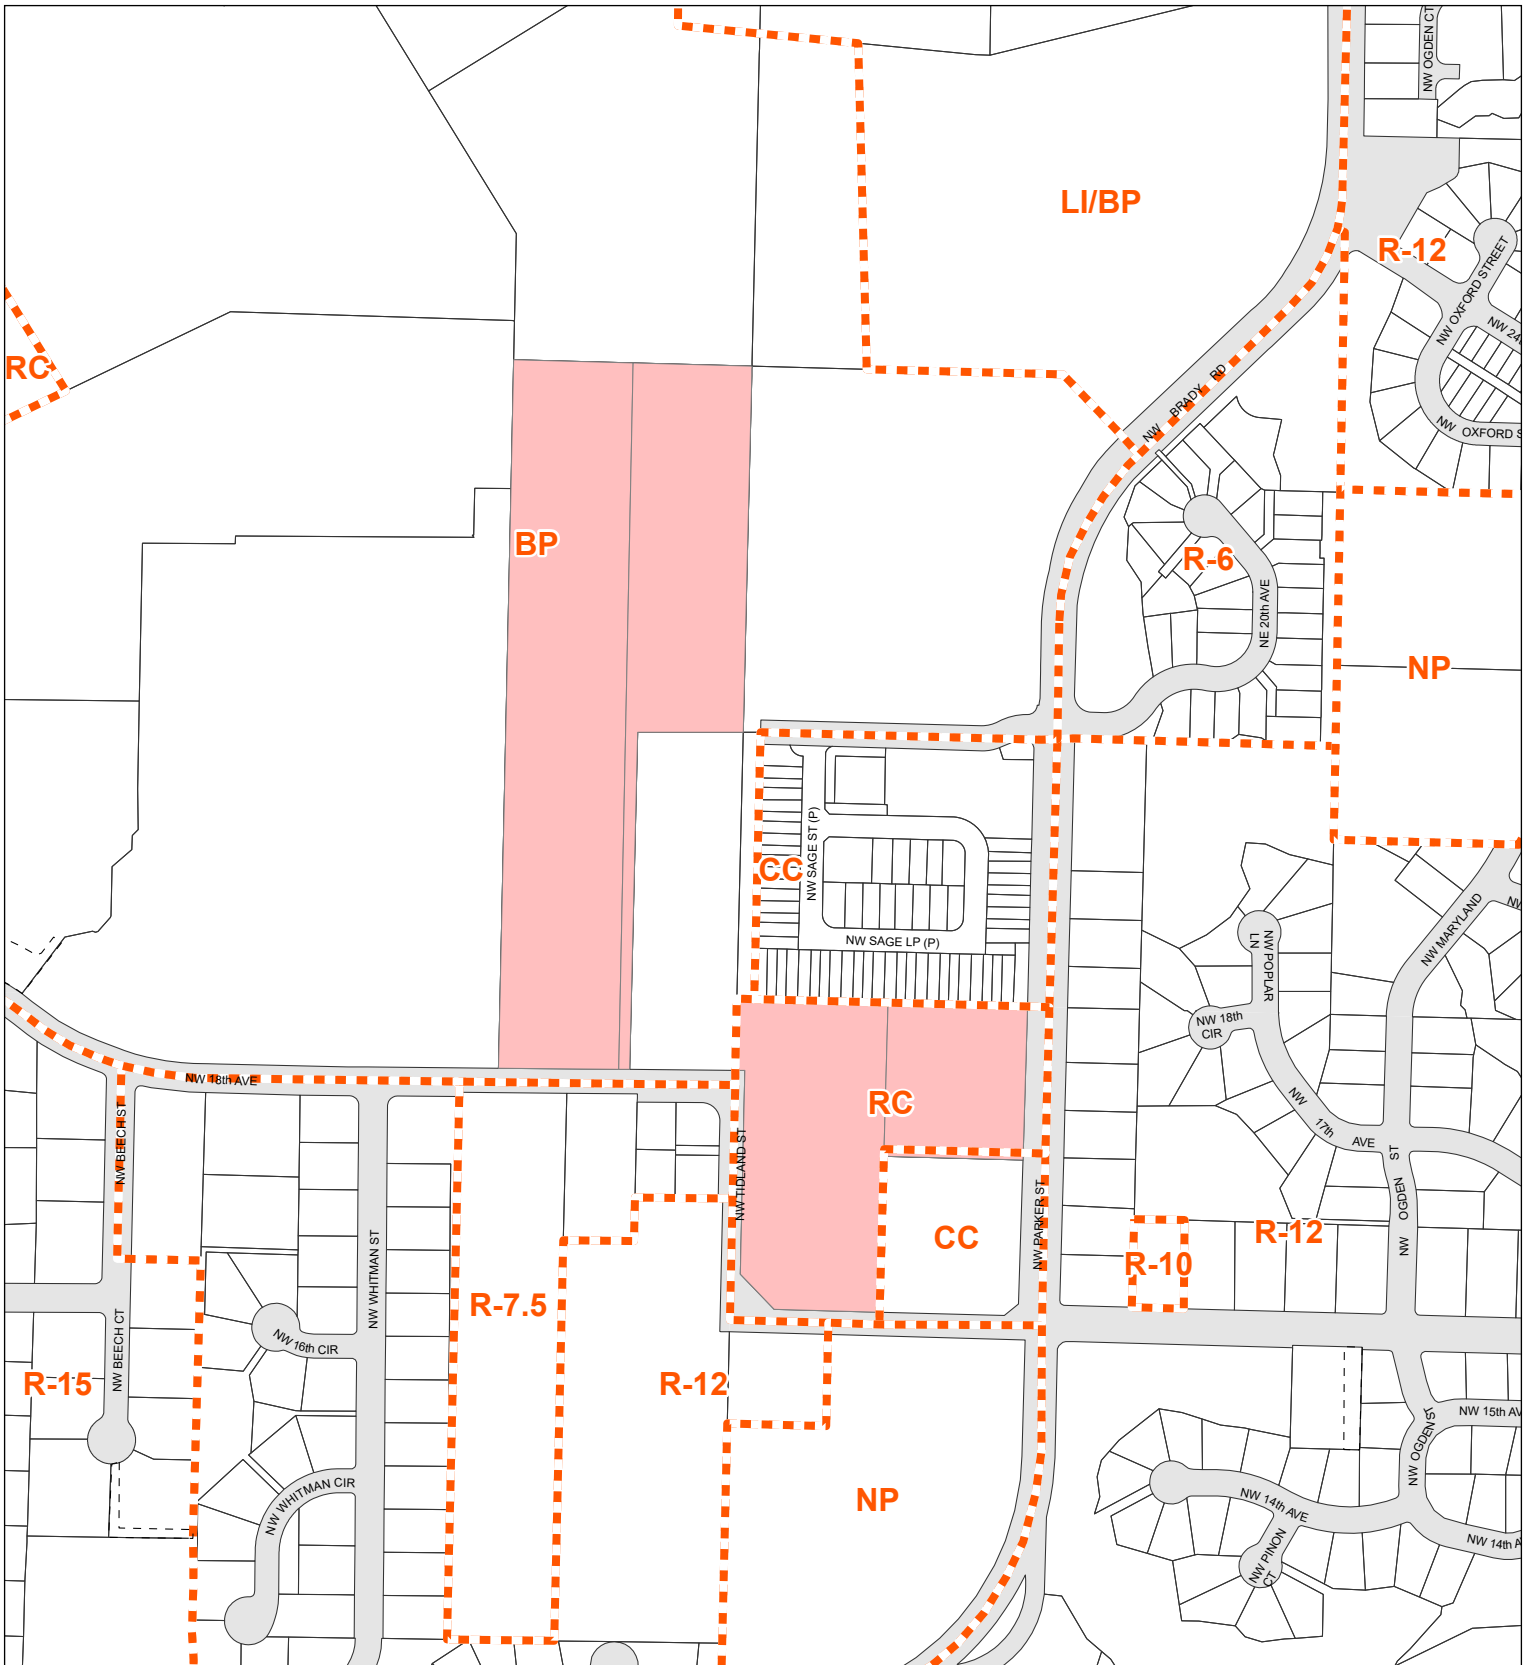 NW OGDEN CT
LI/BP
R-12
NW OXFORD STREET
NW 24
RC
NW BRADY RD
NW OXFORD S
BP
R-6
NE 20th AVE
NP
CC
NW SAGE ST (P)
NW SAGE LP (P)
NW MARYLAND
NW
NW POPLAR
LN
NW 18th
CIR
NW 18th AVE
RC
NW BEECH ST
NW TIDLAND ST
NW 17th AVE
NW OGDEN ST
NW PARKER ST
CC
R-10
R-12
NW WHITMAN ST
R-7.5
NW 16th CIR
NW BEECH CT
R-15
R-12
NW 15th AV
NW OGDEN ST
NW WHITMAN CIR
NP
NW 14th AVE
NW 14th A
NW PINON
CT